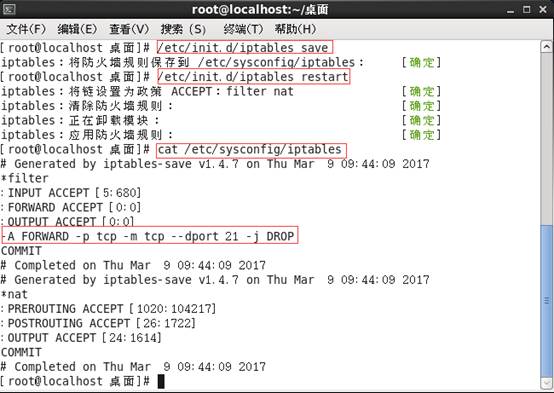 root@localhost:~/桌面
文件(F) 编辑(E) 查看(V) 搜索 (S) 终端(T) 帮助(H)
[root@localhost 桌面]# /etc/init.d/iptables save
iptables：将防火墙规则保存到 /etc/sysconfig/iptables： [确定]
[root@localhost 桌面]# /etc/init.d/iptables restart
iptables：将链设置为政策 ACCEPT：filter nat [确定]
iptables：清除防火墙规则： [确定]
iptables：正在卸载模块： [确定]
iptables：应用防火墙规则： [确定]
[root@localhost 桌面]# cat /etc/sysconfig/iptables
# Generated by iptables-save v1.4.7 on Thu Mar  9 09:44:09 2017
*filter
:INPUT ACCEPT [5:680]
:FORWARD ACCEPT [0:0]
:OUTPUT ACCEPT [0:0]
-A FORWARD -p tcp -m tcp --dport 21 -j DROP
COMMIT
# Completed on Thu Mar  9 09:44:09 2017
# Generated by iptables-save v1.4.7 on Thu Mar  9 09:44:09 2017
*nat
:PREROUTING ACCEPT [1020:104217]
:POSTROUTING ACCEPT [26:1722]
:OUTPUT ACCEPT [24:1614]
COMMIT
# Completed on Thu Mar  9 09:44:09 2017
[root@localhost 桌面]#